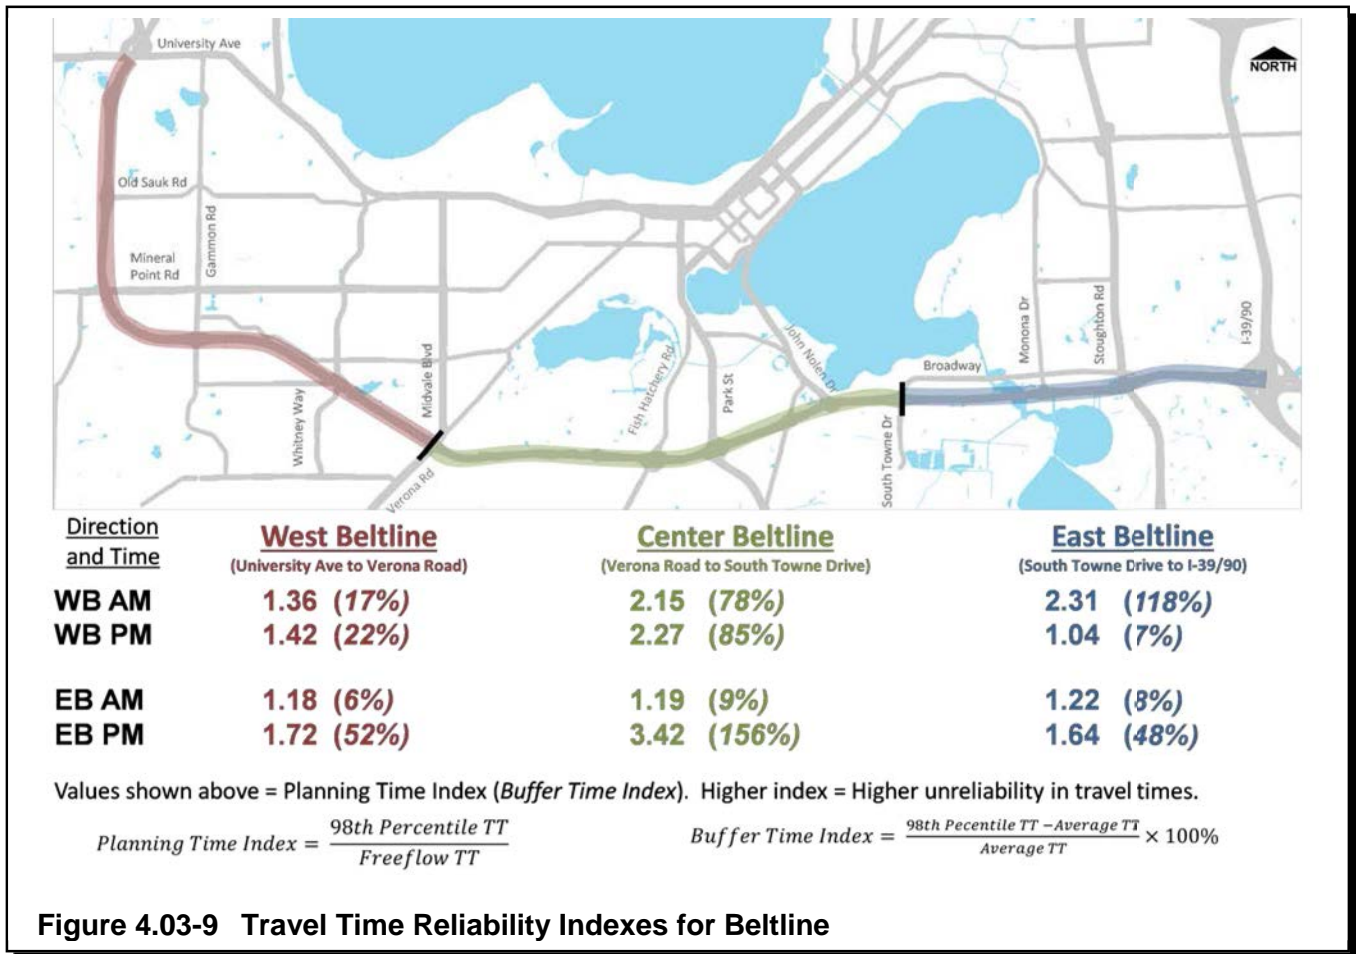 University Ave
NORTH
Old Sauk Rd
Gammon Rd
Mineral
Point Rd
Midvale Blvd
Whitney Way
Verona Rd
Fish Hatchery Rd
Park St
John Nolen Dr
South Towne Dr
Broadway
Monona Dr
Stoughton Rd
I-39/90
Direction
and Time
West Beltline
(University Ave to Verona Road)
Center Beltline
(Verona Road to South Towne Drive)
East Beltline
(South Towne Drive to I-39/90)
WB AM 1.36 (17%) 2.15 (78%) 2.31 (118%)
WB PM 1.42 (22%) 2.27 (85%) 1.04 (7%)
EB AM 1.18 (6%) 1.19 (9%) 1.22 (8%)
EB PM 1.72 (52%) 3.42 (156%) 1.64 (48%)
Values shown above = Planning Time Index (Buffer Time Index). Higher index = Higher unreliability in travel times.
Planning Time Index = 98th Percentile TT / Freeflow TT
Buffer Time Index = 98th Pecentile TT −Average TT / Average TT × 100%
Figure 4.03-9 Travel Time Reliability Indexes for Beltline